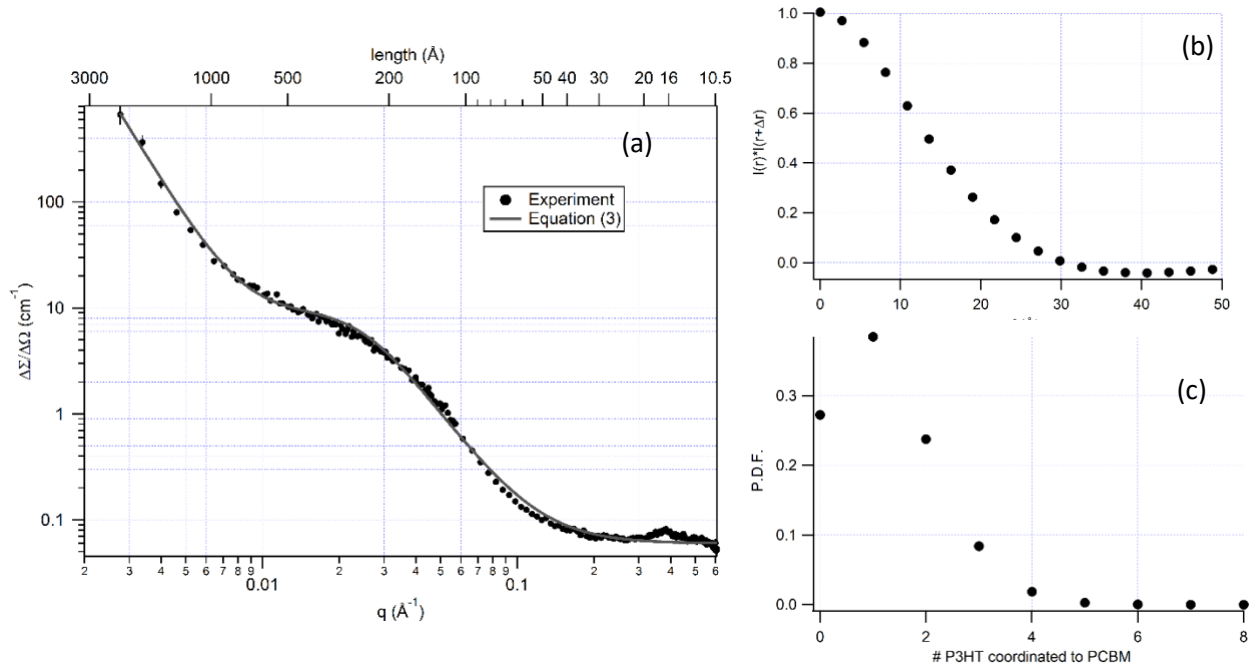 length (Å)
3000 1000 500 200 100 50 40 30 20 16 10.5
(a)
Experiment
Equation (3)
100
10
1
0.1
ΔΣ/ΔΩ (cm⁻¹)
2 3 4 5 6 7 8 9 0.01 2 3 4 5 6 7 8 9 0.1 2 3 4 5 6
q (Å⁻¹)
(b)
1.0
0.8
0.6
0.4
0.2
0.0
I(r)*I(r+Δr)
0 10 20 30 40 50
(c)
0.3
0.2
0.1
0.0
P.D.F.
0 2 4 6 8
# P3HT coordinated to PCBM